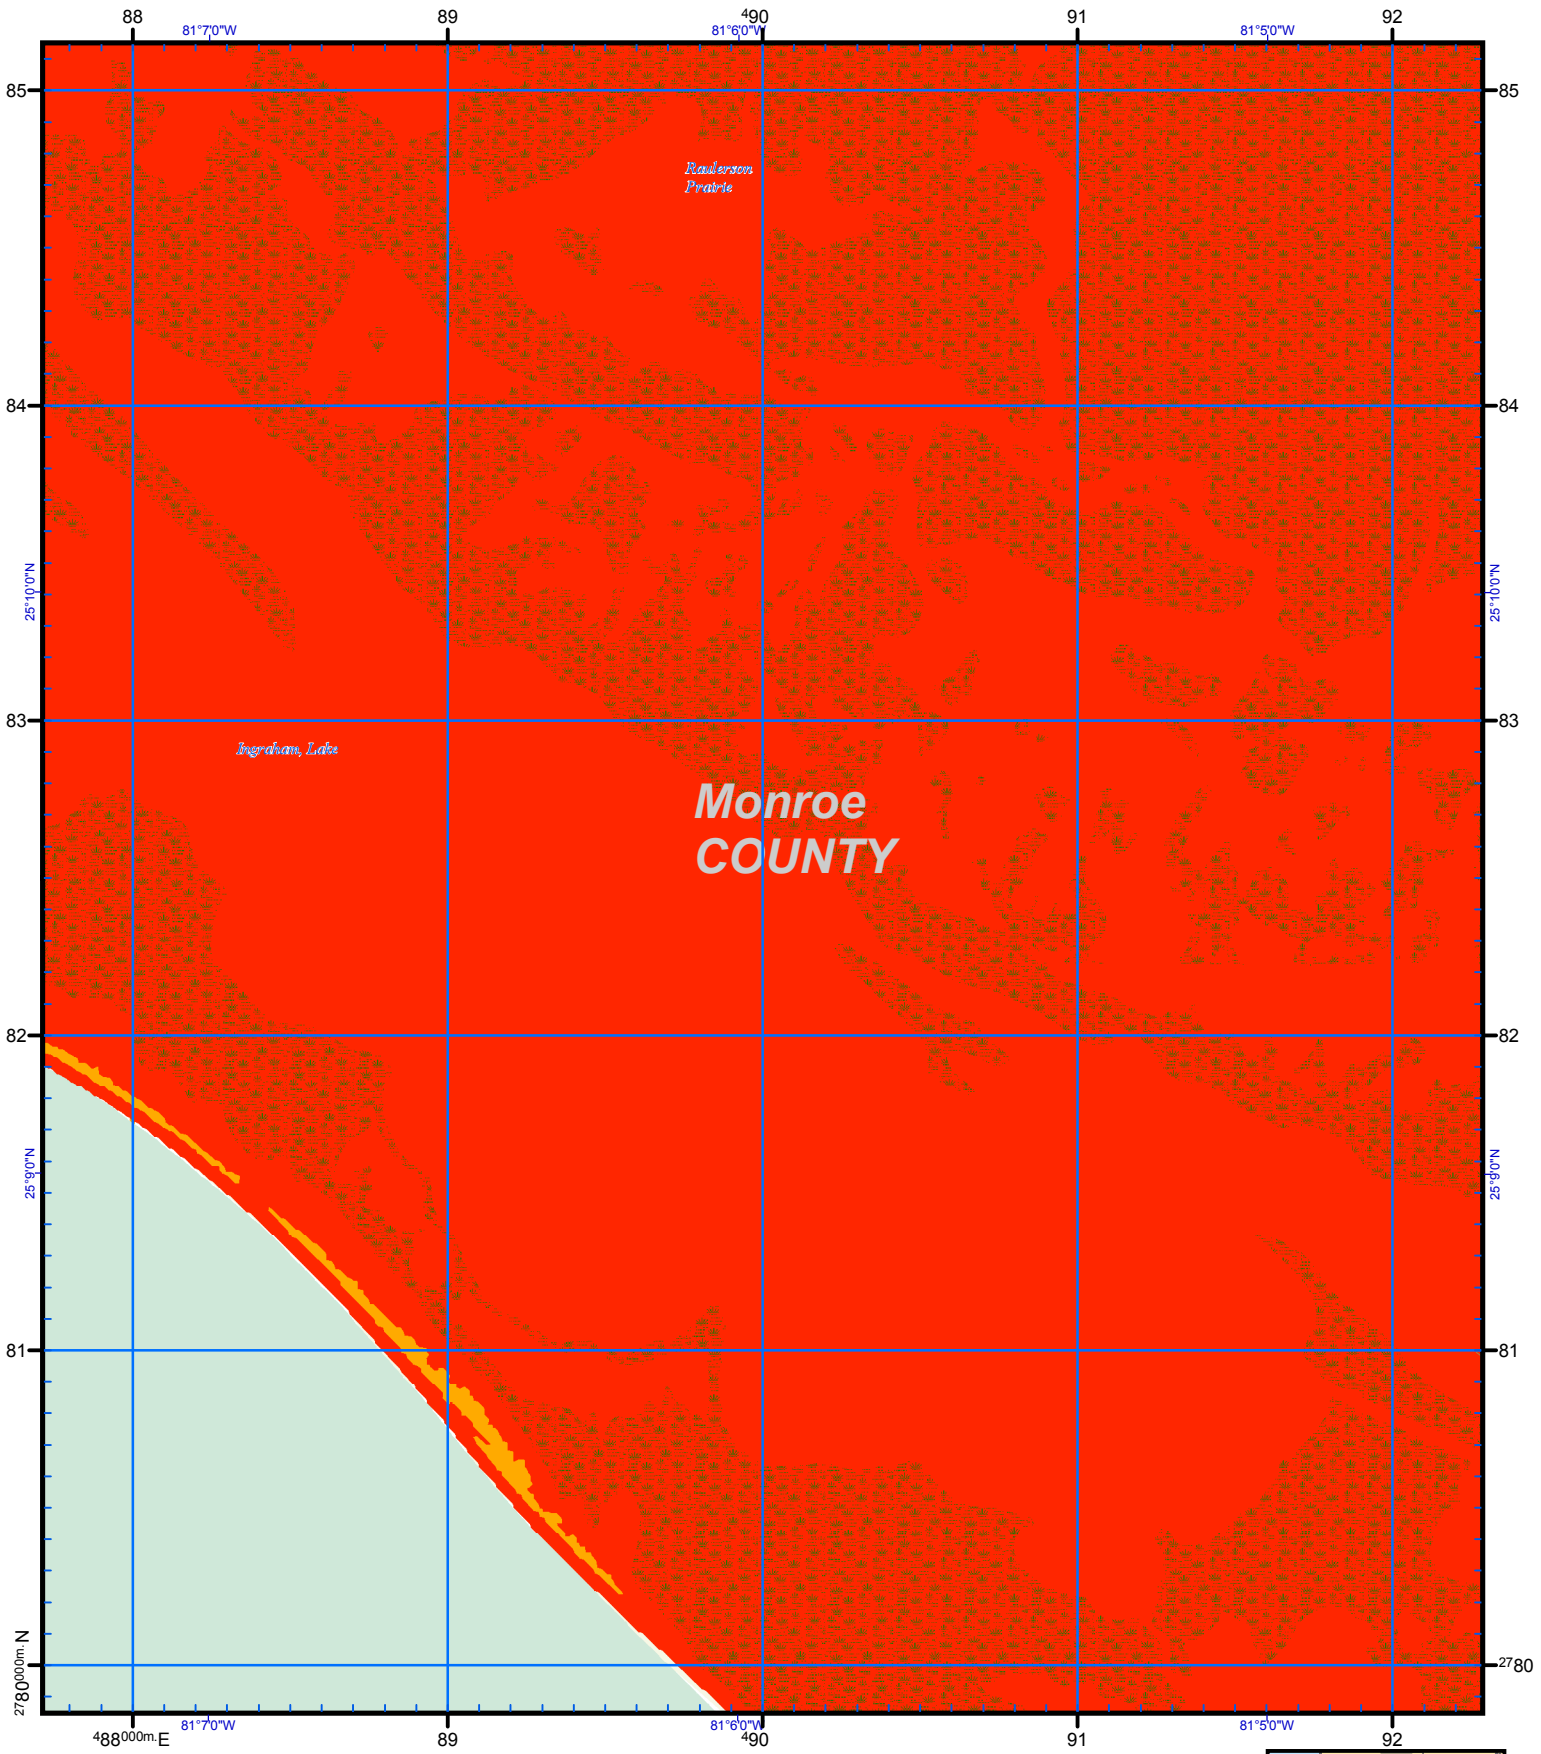 88 89 ⁴90 91 92
81°7'0"W 81°6'0"W 81°5'0"W
85 85
Raulerson
Prairie
84 84
25°10'0"N 25°10'0"N
83 83
Ingraham, Lake
Monroe
COUNTY
82 82
25°9'0"N 25°9'0"N
81 81
²⁷80⁰⁰⁰ᵐ·N ²⁷80
81°7'0"W 81°6'0"W 81°5'0"W
⁴88⁰⁰⁰ᵐ·E 89 ⁴90 91 92